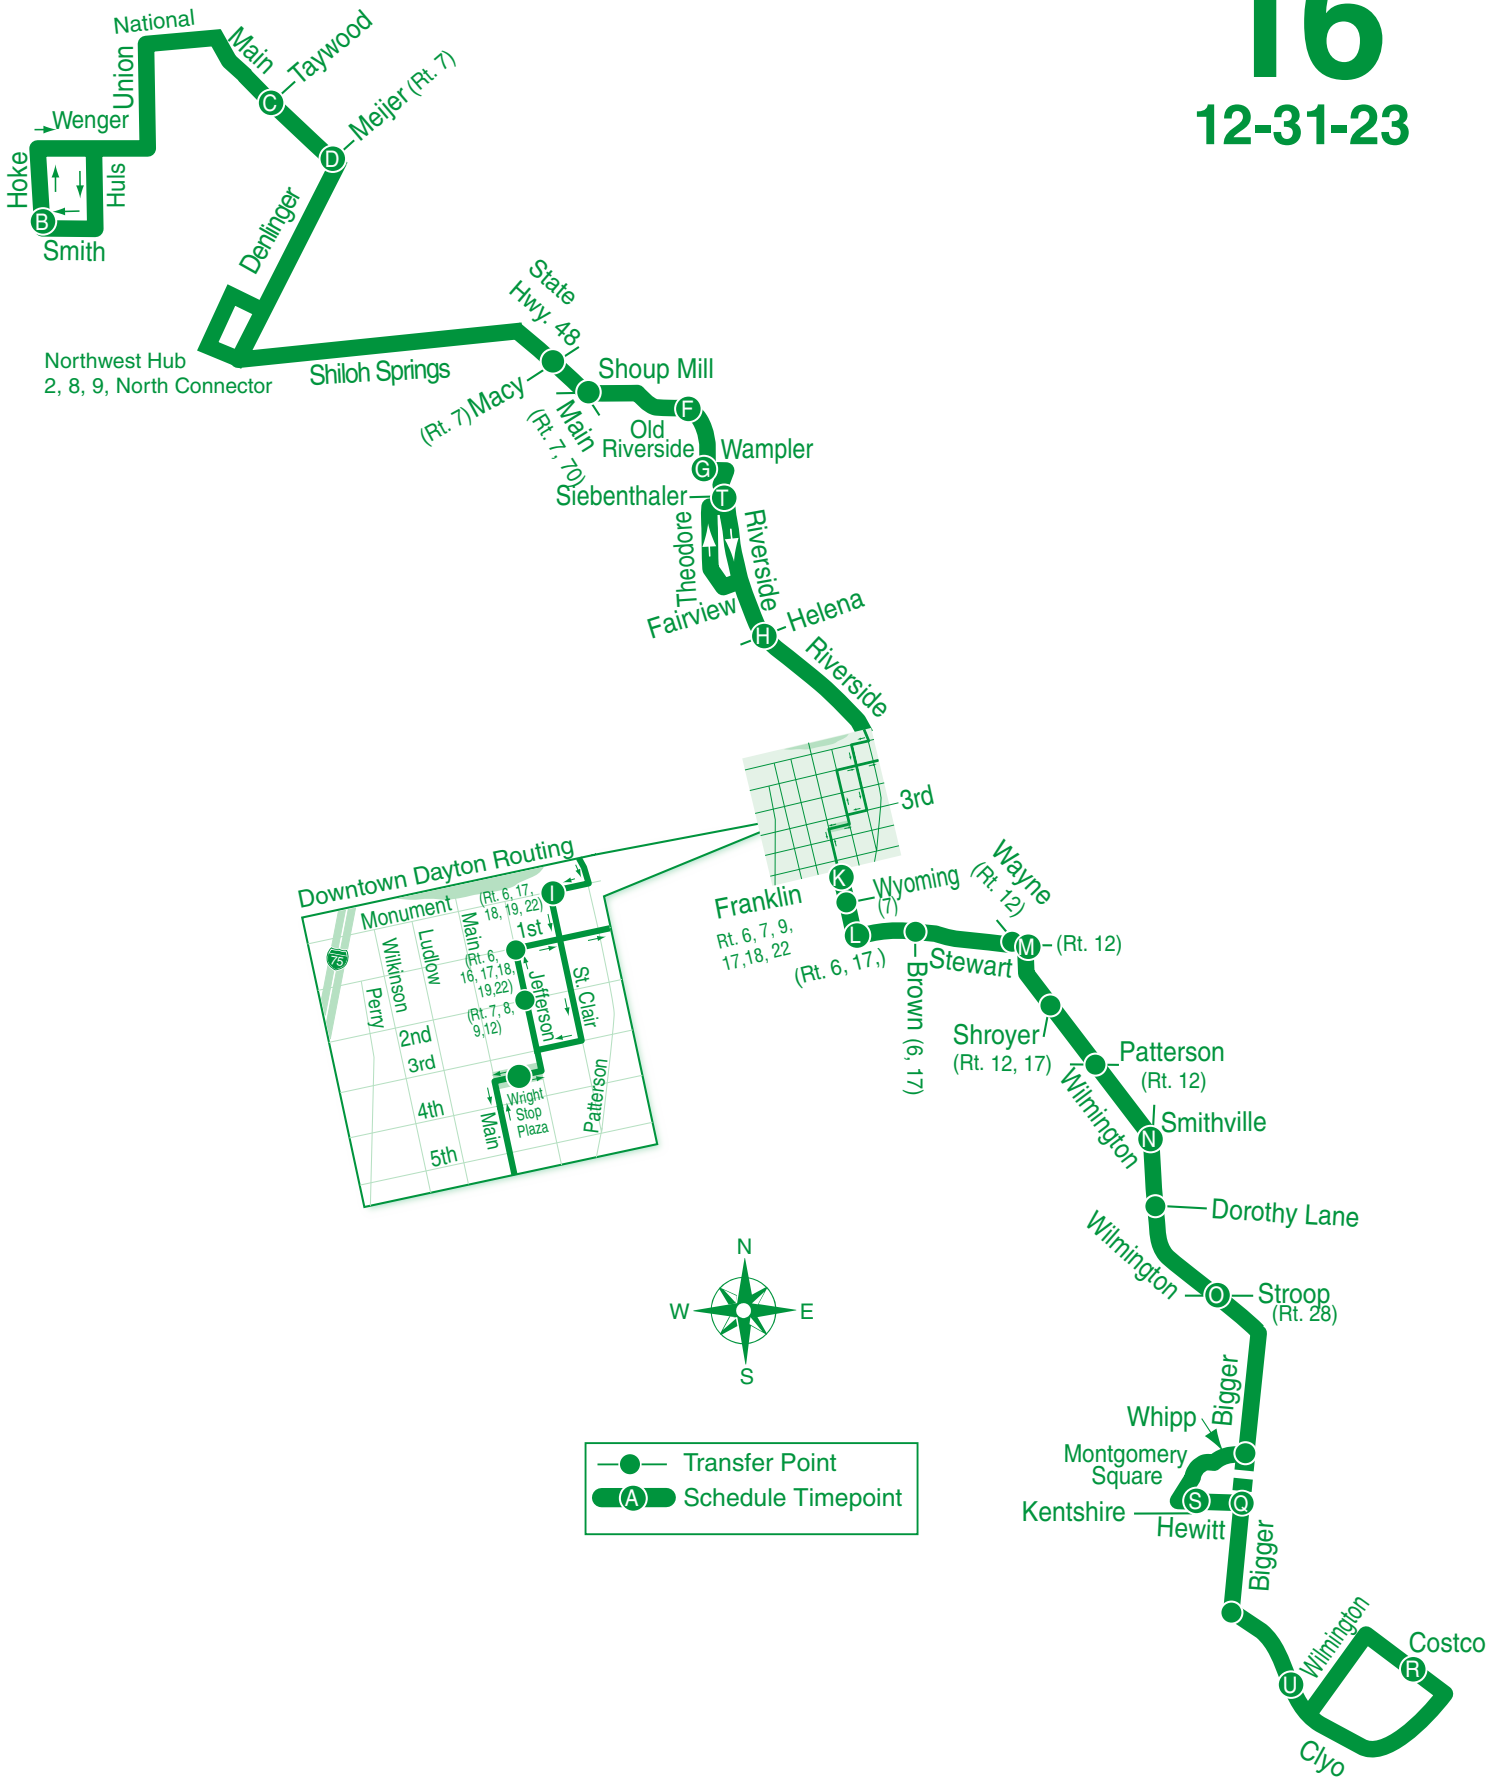 16
12-31-23
National
Main
Taywood
Meijer (Rt. 7)
Union
Wenger
Hoke
Huls
Smith
B
C
D
Denlinger
Northwest Hub
2, 8, 9, North Connector
Shiloh Springs
State
Hwy. 48
(Rt. 7) Macy
Main
(Rt. 7, 70)
Shoup Mill
Old
Riverside
F
G
Wampler
Siebenthaler
T
Theodore
Riverside
Fairview
H
Helena
Riverside
3rd
Downtown Dayton Routing
Monument
(Rt. 6, 17,
18, 19, 22)
I
1st
75
Perry
Wilkinson
Ludlow
Main
(Rt. 6,
16, 17,18,
19,22)
(Rt. 7, 8,
9,12)
Jefferson
St. Clair
2nd
3rd
4th
5th
Main
Wright
Stop
Plaza
Patterson
K
Franklin
Rt. 6, 7, 9,
17,18, 22
Wyoming
(7)
L
(Rt. 6, 17,)
Brown (6, 17)
Stewart
Wayne
(Rt. 12)
M
(Rt. 12)
Shroyer
(Rt. 12, 17)
Patterson
(Rt. 12)
Wilmington
N
Smithville
Dorothy Lane
Wilmington
O
Stroop
(Rt. 28)
N
W
E
S
Bigger
Whipp
Montgomery
Square
Kentshire
S
Q
Hewitt
Bigger
Transfer Point
A
Schedule Timepoint
U
Wilmington
Costco
R
Clyo